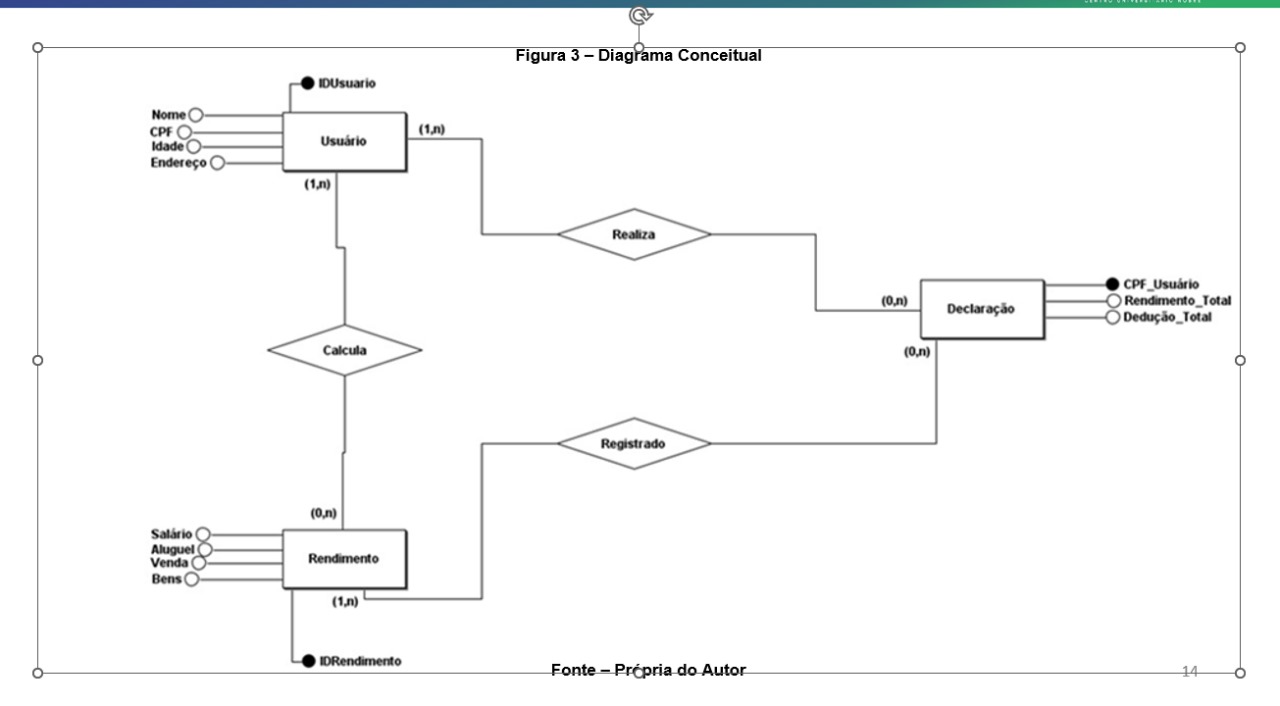 Figura 3 – Diagrama Conceitual
IDUsuario
Nome
CPF
Idade
Endereço
Usuário
(1,n)
(1,n)
Realiza
(0,n)
Declaração
CPF_Usuário
Rendimento_Total
Dedução_Total
(0,n)
Calcula
Registrado
(0,n)
Salário
Aluguel
Venda
Bens
Rendimento
(1,n)
IDRendimento
Fonte – Própria do Autor
14